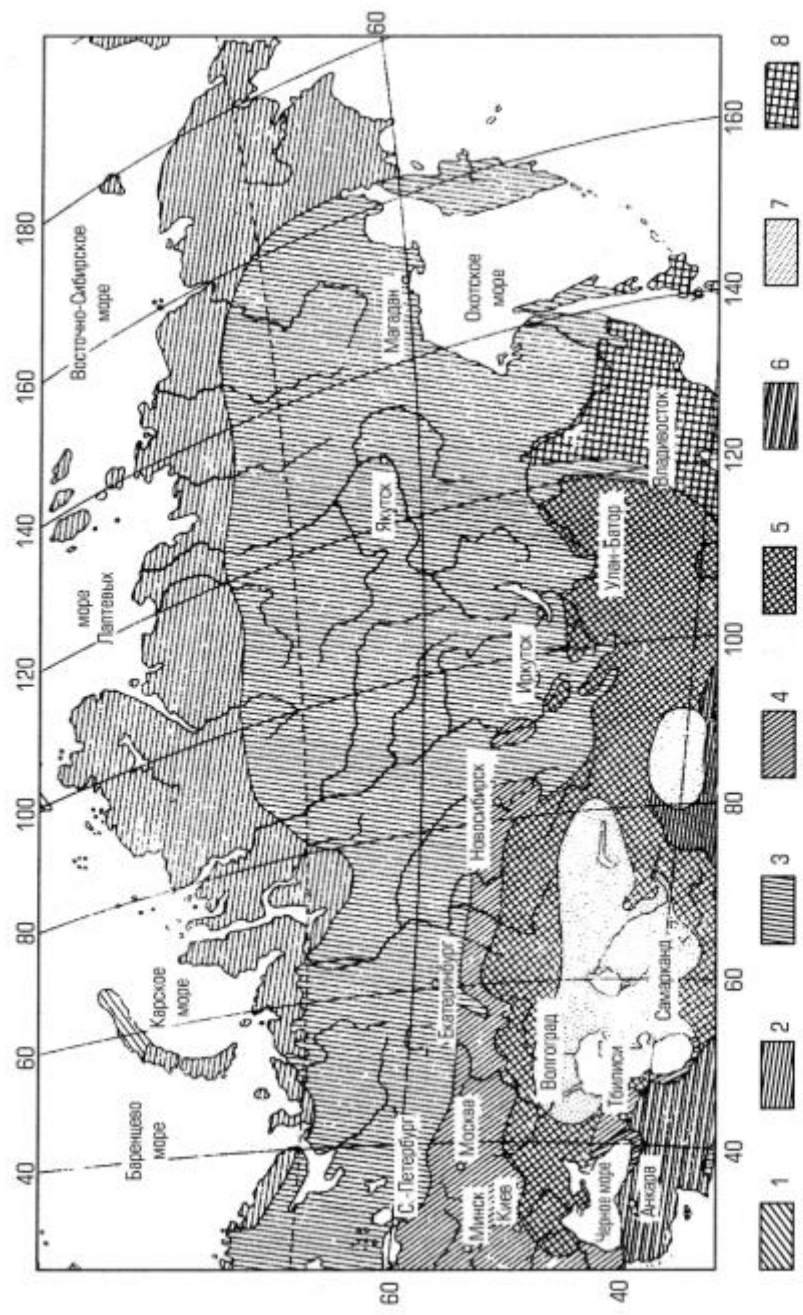 40 60 80 100 120 140 160 180
Баренцево
море
Карское
море
море
Лаптевых
Восточно-Сибирское
море
60
60
С.-Петербург
Магадан
Охотское
море
Якутск
Москва
Минск
Киев
Екатеринбург
Новосибирск
Иркутск
Улан-Батор
Владивосток
Волгоград
Тбилиси
Самарканд
Черное море
Анкара
40
40 60 80 100 120 140 160
1 2 3 4 5 6 7 8